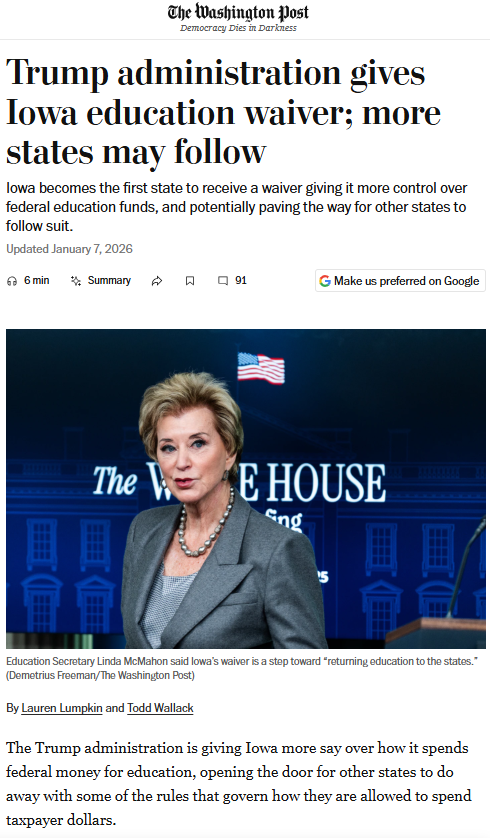 The Washington Post
Democracy Dies in Darkness
Trump administration gives
Iowa education waiver; more
states may follow
Iowa becomes the first state to receive a waiver giving it more control over
federal education funds, and potentially paving the way for other states to
follow suit.
Updated January 7, 2026
6 min Summary 91 Make us preferred on Google
The W E HOUSE
fing
Education Secretary Linda McMahon said Iowa’s waiver is a step toward “returning education to the states.”
(Demetrius Freeman/The Washington Post)
By Lauren Lumpkin and Todd Wallack
The Trump administration is giving Iowa more say over how it spends
federal money for education, opening the door for other states to do
away with some of the rules that govern how they are allowed to spend
taxpayer dollars.